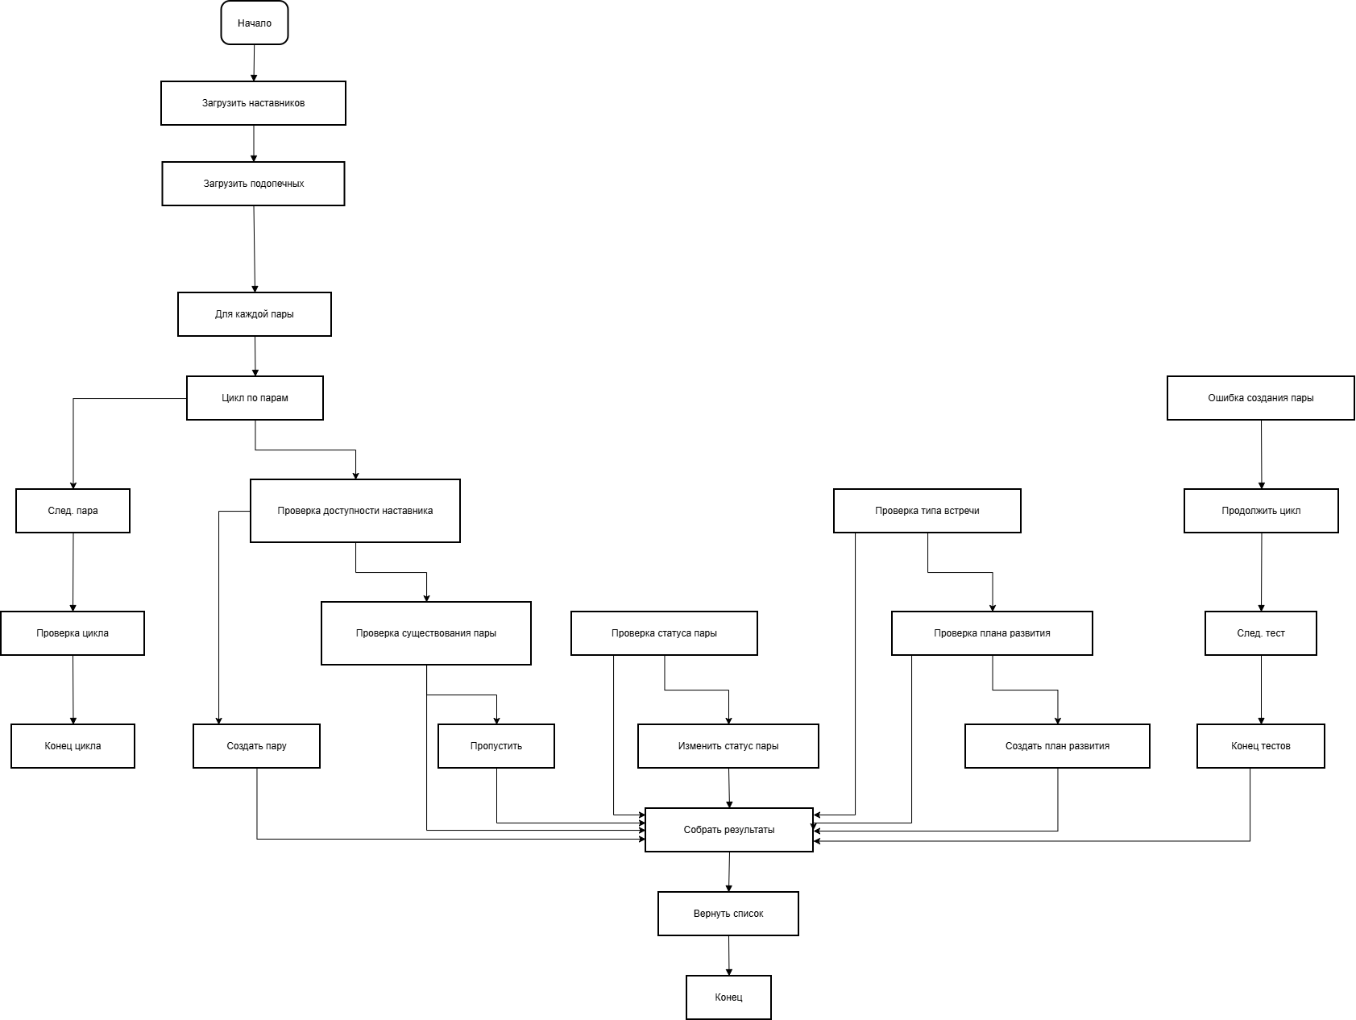 Начало
Загрузить наставников
Загрузить подопечных
Для каждой пары
Цикл по парам
Ошибка создания пары
След. пара
Проверка доступности наставника
Проверка типа встречи
Продолжить цикл
Проверка цикла
Проверка существования пары
Проверка статуса пары
Проверка плана развития
След. тест
Конец цикла
Создать пару
Пропустить
Изменить статус пары
Создать план развития
Конец тестов
Собрать результаты
Вернуть список
Конец